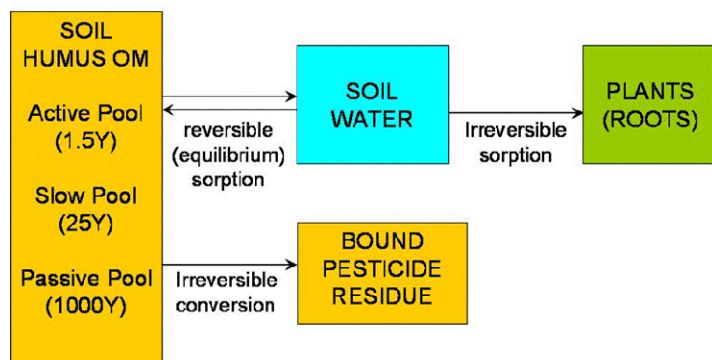 SOIL
HUMUS OM
Active Pool
(1.5Y)
Slow Pool
(25Y)
Passive Pool
(1000Y)
reversible
(equilibrium)
sorption
SOIL
WATER
Irreversible
sorption
PLANTS
(ROOTS)
Irreversible
conversion
BOUND
PESTICIDE
RESIDUE